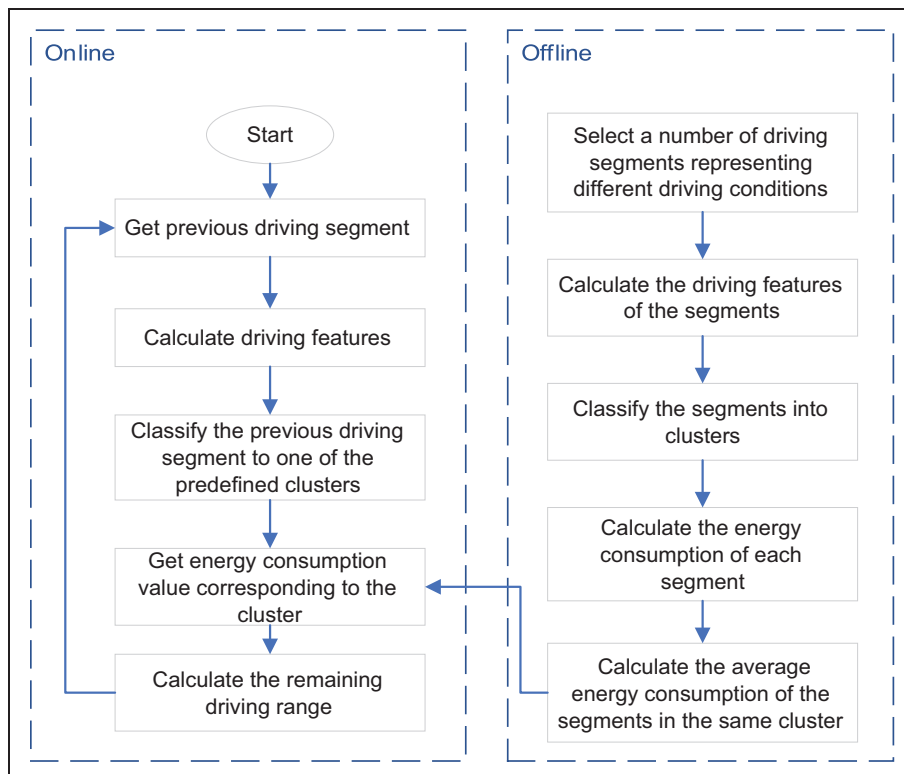 Online
Start
Get previous driving segment
Calculate driving features
Classify the previous driving
segment to one of the
predefined clusters
Get energy consumption
value corresponding to the
cluster
Calculate the remaining
driving range
Offline
Select a number of driving
segments representing
different driving conditions
Calculate the driving features
of the segments
Classify the segments into
clusters
Calculate the energy
consumption of each
segment
Calculate the average
energy consumption of the
segments in the same cluster